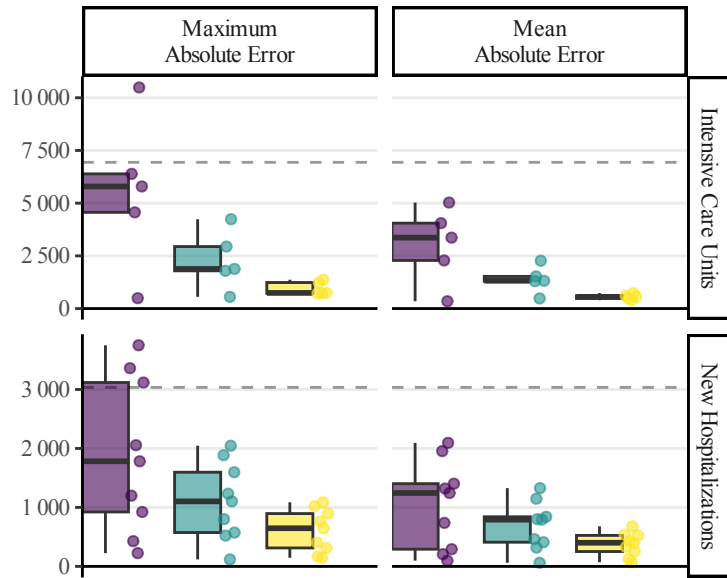 Maximum
Absolute Error
Mean
Absolute Error
10 000
7 500
5 000
2 500
0
Intensive Care Units
3 000
2 000
1 000
0
New Hospitalizations